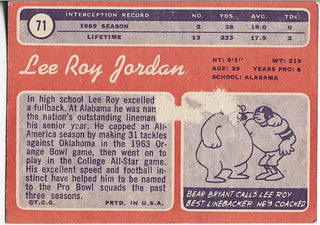 71
INTERCEPTION RECORD
NO. YDS. AVG. TDs
1969 SEASON 2 38 19.0 0
LIFETIME 13 233 17.9 2
Lee Roy Jordan
HT: 6'1" WT: 219
AGE: 29 YEARS PRO: 8
SCHOOL: ALABAMA
In high school Lee Roy excelled
a fullback. At Alabama he was
nan the nation's outstanding lineman
his senior year. He capped an All-
America season by making 31 tackles
against Oklahoma in the 1963 Or-
ange Bowl game, then went on to
play in the College All-Star game.
His excellent speed and football in-
stinct have helped him to be named
to the Pro Bowl squads the past
three seasons.
©T.C.G. PRTD. IN U.S.A.
BEAR BRYANT CALLS LEE ROY
BEST LINEBACKER HE'S COACHED